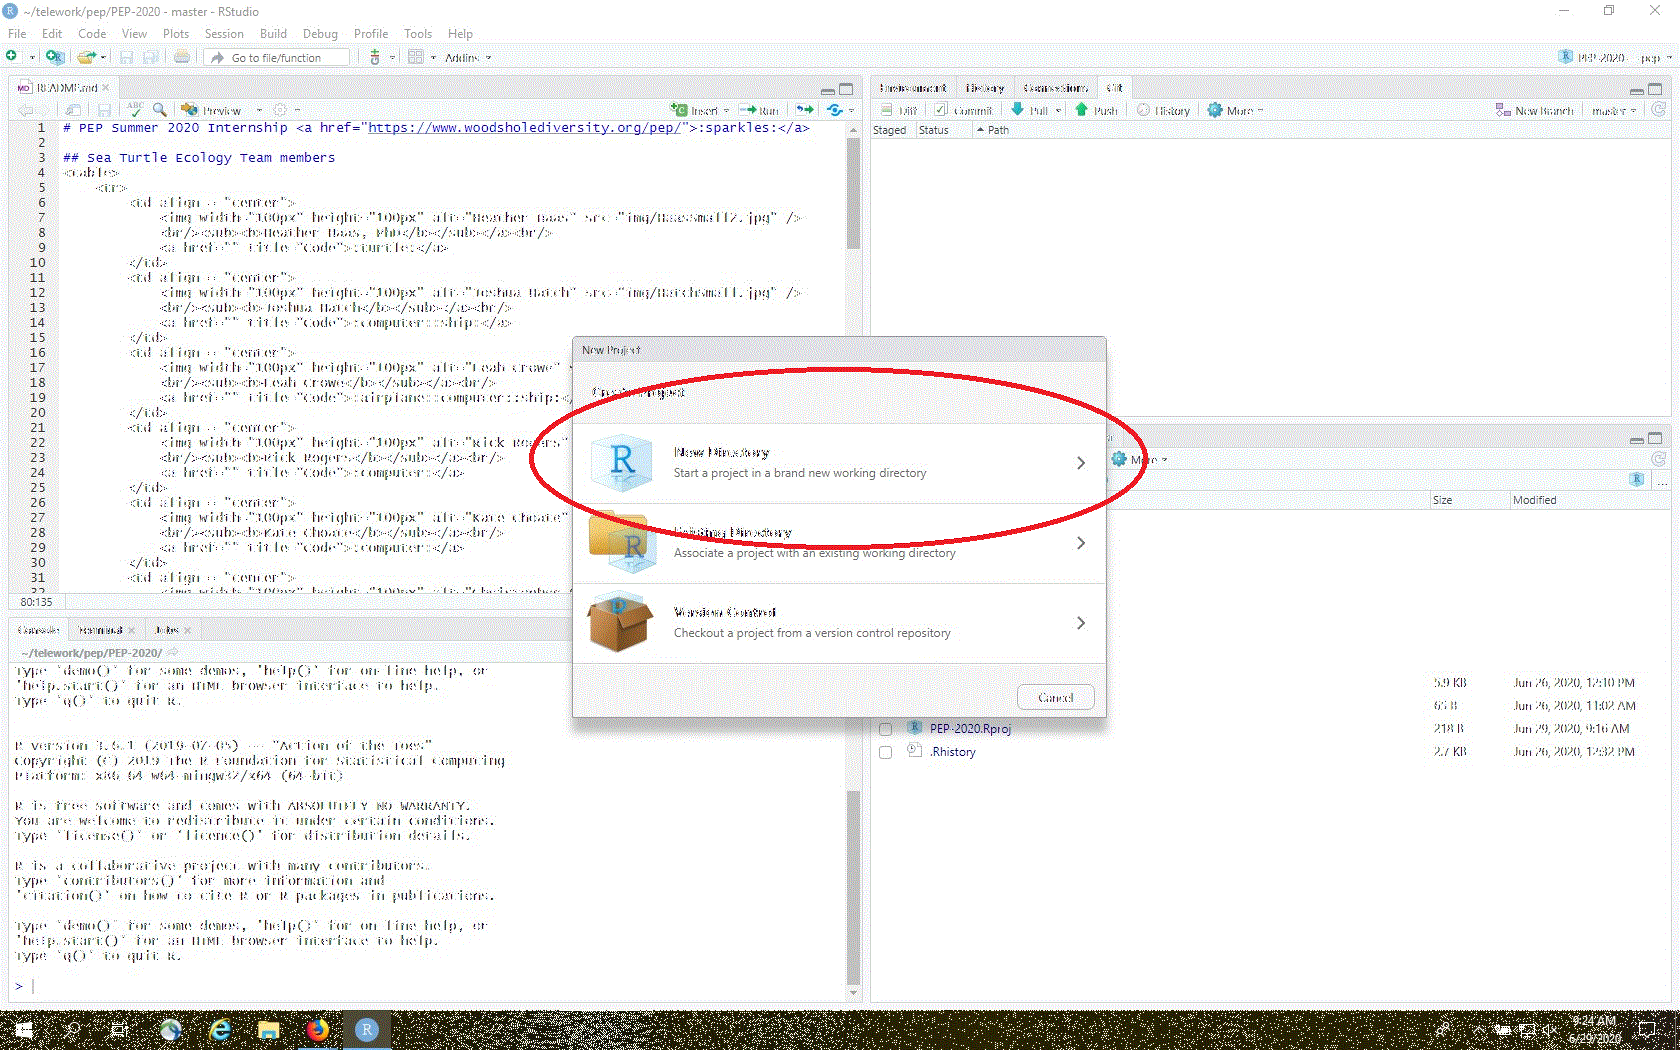 ~/telework/pep/PEP-2020 - master - RStudio
File Edit Code View Plots Session Build Debug Profile Tools Help
Go to file/function Addins PEP-2020 pep
README.md
Preview Insert Run
1 # PEP Summer 2020 Internship <a href="https://www.woodsholediversity.org/pep/">:sparkles:</a>
2
3 ## Sea Turtle Ecology Team members
4 <table>
5 <tr>
6 <td align = "center">
7 <img width="100px" height="100px" alt="Heather Haas" src="img/HaasSmall2.jpg" />
8 <br/><sub><b>Heather Haas, PhD</b></sub></a><br/>
9 <a href="" title="Code">:turtle:</a>
10 </td>
11 <td align = "center">
12 <img width="100px" height="100px" alt="Joshua Hatch" src="img/HatchSmall.jpg" />
13 <br/><sub><b>Joshua Hatch</b></sub></a><br/>
14 <a href="" title="Code">:computer::ship:</a>
15 </td>
16 <td align = "center">
17 <img width="100px" height="100px" alt="Leah Crowe"
18 <br/><sub><b>Leah Crowe</b></sub></a><br/>
19 <a href="" title="Code">:airplane::computer::ship:</
20 </td>
21 <td align = "center">
22 <img width="100px" height="100px" alt="Rick Rogers"
23 <br/><sub><b>Rick Rogers</b></sub></a><br/>
24 <a href="" title="Code">:computer:</a>
25 </td>
26 <td align = "center">
27 <img width="100px" height="100px" alt="Kate Choate"
28 <br/><sub><b>Kate Choate</b></sub></a><br/>
29 <a href="" title="Code">:computer:</a>
30 </td>
31 <td align = "center">
80:135
Environment History Connections Git
Diff Commit Pull Push History More New Branch master
Staged Status Path
New Project
Create Project
New Directory
Start a project in a brand new working directory
Existing Directory
Associate a project with an existing working directory
Version Control
Checkout a project from a version control repository
Cancel
More
Size Modified
5.9 KB Jun 26, 2020, 12:10 PM
65 B Jun 26, 2020, 11:02 AM
PEP-2020.Rproj 218 B Jun 29, 2020, 9:16 AM
.Rhistory 2.7 KB Jun 26, 2020, 12:32 PM
Console Terminal Jobs
~/telework/pep/PEP-2020/
Type 'demo()' for some demos, 'help()' for on-line help, or
'help.start()' for an HTML browser interface to help.
Type 'q()' to quit R.
R version 3.6.1 (2019-07-05) -- "Action of the Toes"
Copyright (C) 2019 The R Foundation for Statistical Computing
Platform: x86_64-w64-mingw32/x64 (64-bit)
R is free software and comes with ABSOLUTELY NO WARRANTY.
You are welcome to redistribute it under certain conditions.
Type 'license()' or 'licence()' for distribution details.
R is a collaborative project with many contributors.
Type 'contributors()' for more information and
'citation()' on how to cite R or R packages in publications.
Type 'demo()' for some demos, 'help()' for on-line help, or
'help.start()' for an HTML browser interface to help.
Type 'q()' to quit R.
>
9:24 AM
6/29/2020